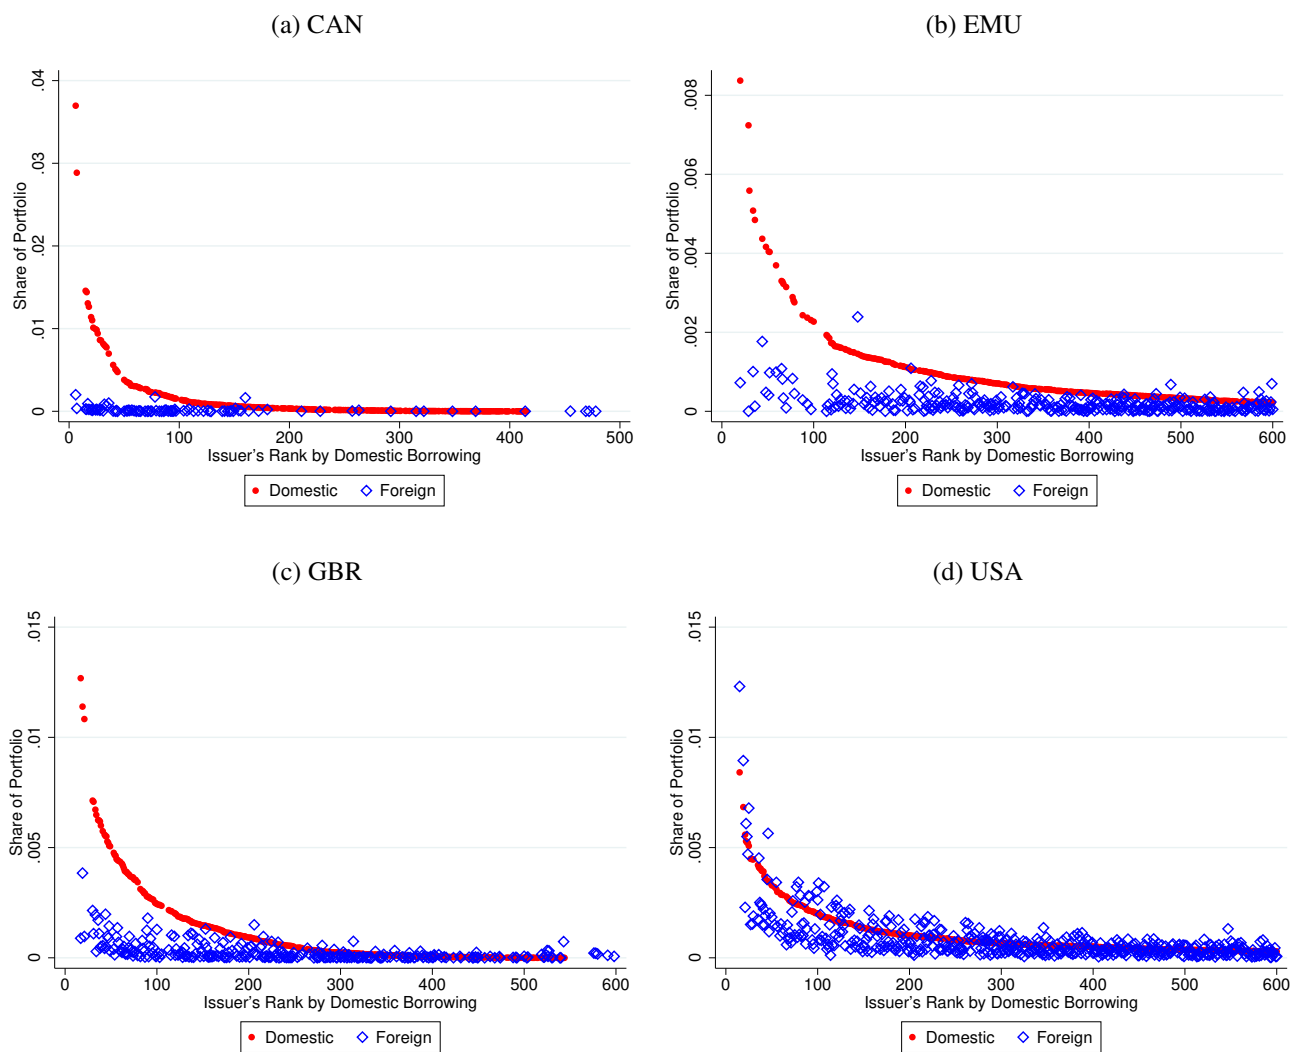 (a) CAN
Share of Portfolio
.04
.03
.02
.01
0
0 100 200 300 400 500
Issuer's Rank by Domestic Borrowing
Domestic Foreign
(b) EMU
Share of Portfolio
.008
.006
.004
.002
0
0 100 200 300 400 500 600
Issuer's Rank by Domestic Borrowing
Domestic Foreign
(c) GBR
Share of Portfolio
.015
.01
.005
0
0 100 200 300 400 500 600
Issuer's Rank by Domestic Borrowing
Domestic Foreign
(d) USA
Share of Portfolio
.015
.01
.005
0
0 100 200 300 400 500 600
Issuer's Rank by Domestic Borrowing
Domestic Foreign